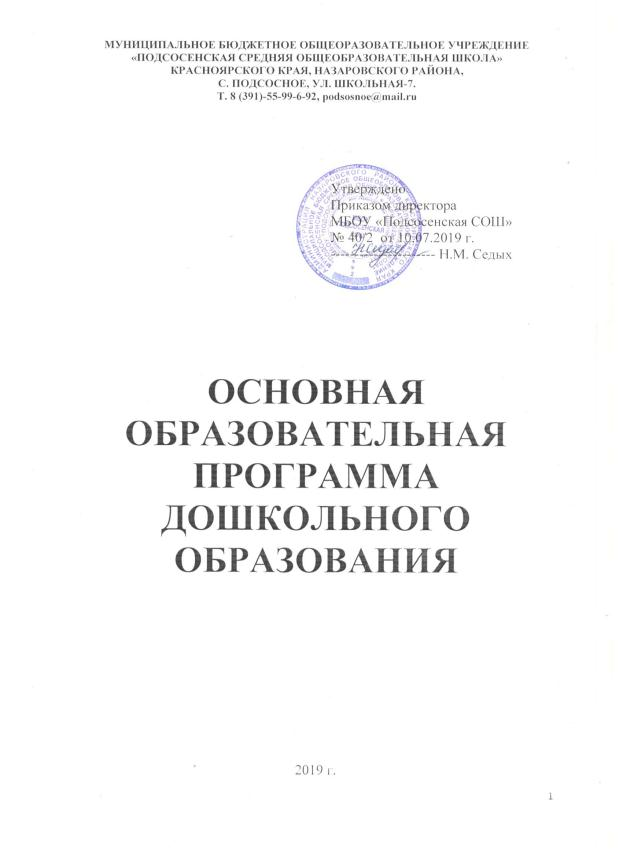 МУНИЦИПАЛЬНОЕ БЮДЖЕТНОЕ ОБЩЕОРАЗОВАТЕЛЬНОЕ УЧРЕЖДЕНИЕ
«ПОДСОСЕНСКАЯ СРЕДНЯЯ ОБЩЕОБРАЗОВАТЕЛЬНАЯ ШКОЛА»
КРАСНОЯРСКОГО КРАЯ, НАЗАРОВСКОГО РАЙОНА,
С. ПОДСОСНОЕ, УЛ. ШКОЛЬНАЯ-7.
Т. 8 (391)-55-99-6-92, podsosnoe@mail.ru
Утверждено
Приказом директора
МБОУ «Подсосенская СОШ»
№ 40/2 от 10.07.2019 г.
Н.М. Седых
ОСНОВНАЯ
ОБРАЗОВАТЕЛЬНАЯ
ПРОГРАММА
ДОШКОЛЬНОГО
ОБРАЗОВАНИЯ
2019 г.
1